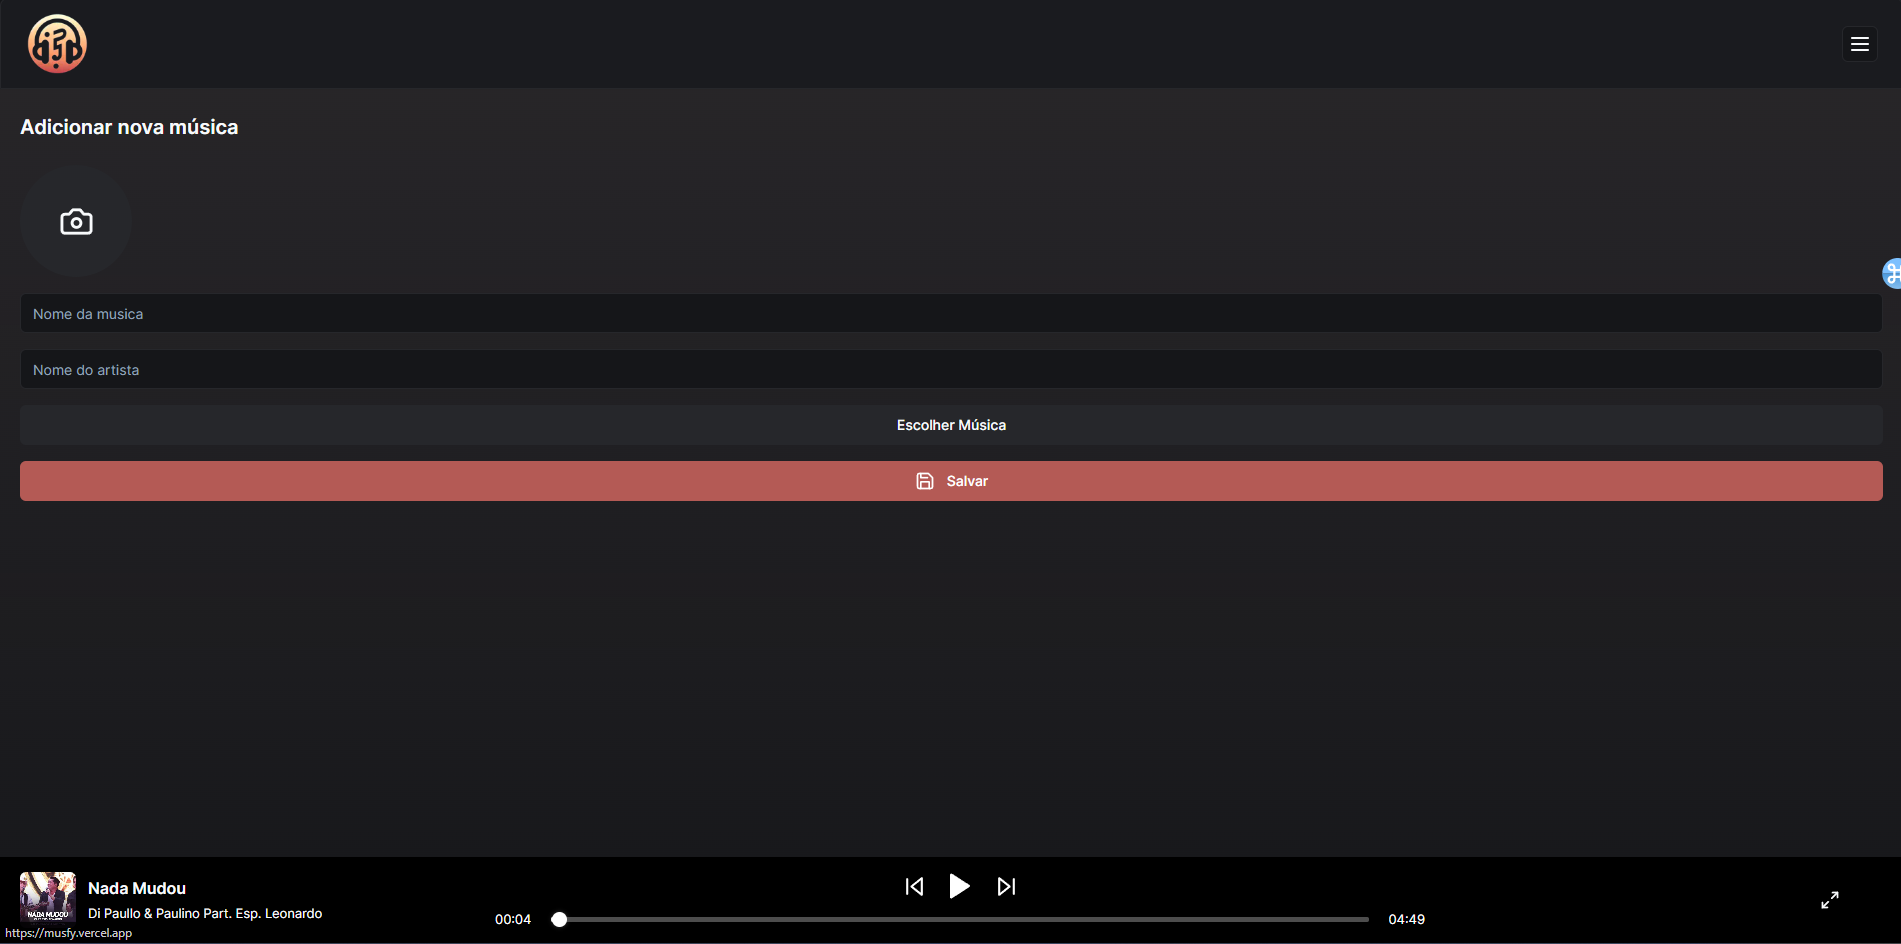 Adicionar nova música
Nome da musica
Nome do artista
Escolher Música
Salvar
NADA MUDOU
Nada Mudou
Di Paullo & Paulino Part. Esp. Leonardo
00:04
04:49
https://musfy.vercel.app